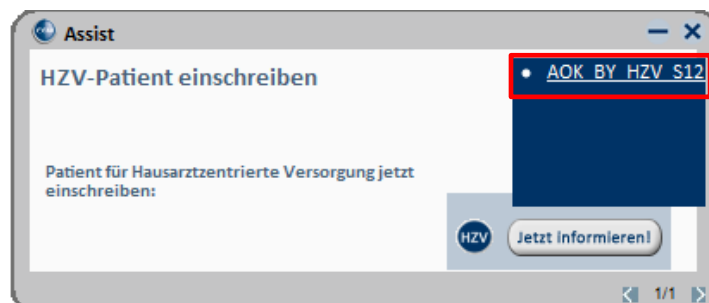 Assist
HZV-Patient einschreiben
• AOK_BY_HZV_S12
Patient für Hausarztzentrierte Versorgung jetzt
einschreiben:
HZV
Jetzt informieren!
1/1